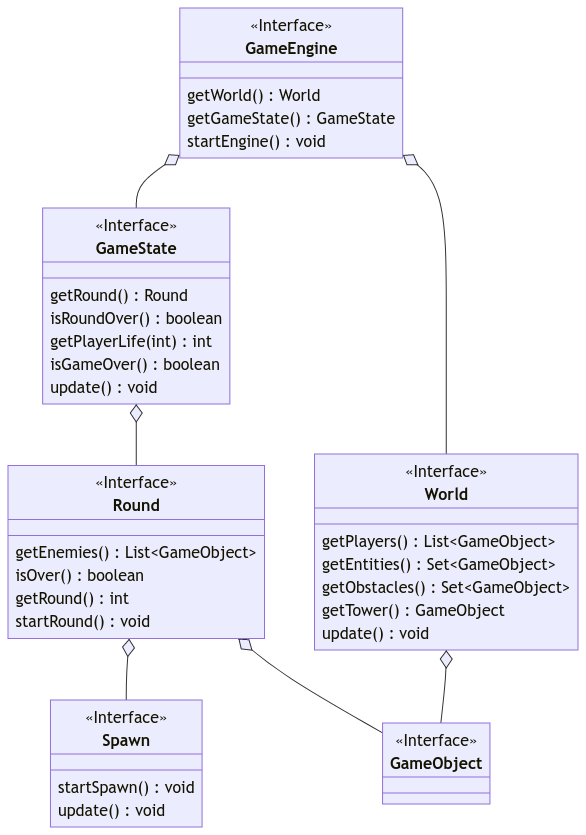 «Interface»
GameEngine
getWorld() : World
getGameState() : GameState
startEngine() : void
«Interface»
GameState
getRound() : Round
isRoundOver() : boolean
getPlayerLife(int) : int
isGameOver() : boolean
update() : void
«Interface»
Round
getEnemies() : List<GameObject>
isOver() : boolean
getRound() : int
startRound() : void
«Interface»
World
getPlayers() : List<GameObject>
getEntities() : Set<GameObject>
getObstacles() : Set<GameObject>
getTower() : GameObject
update() : void
«Interface»
Spawn
startSpawn() : void
update() : void
«Interface»
GameObject